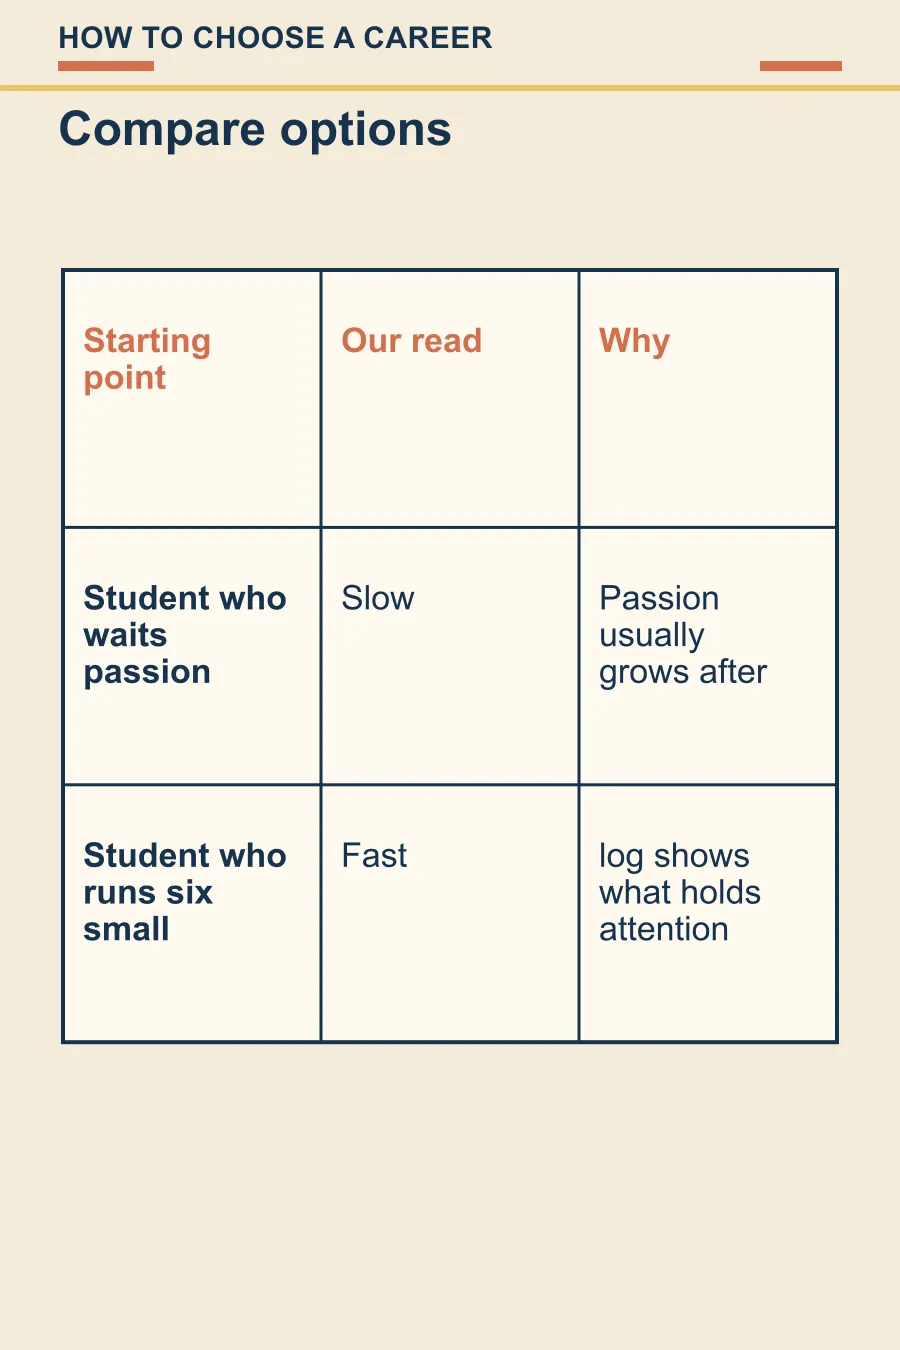 HOW TO CHOOSE A CAREER
Compare options
Starting
point
Our read
Why
Student who
waits
passion
Slow
Passion
usually
grows after
Student who
runs six
small
Fast
log shows
what holds
attention